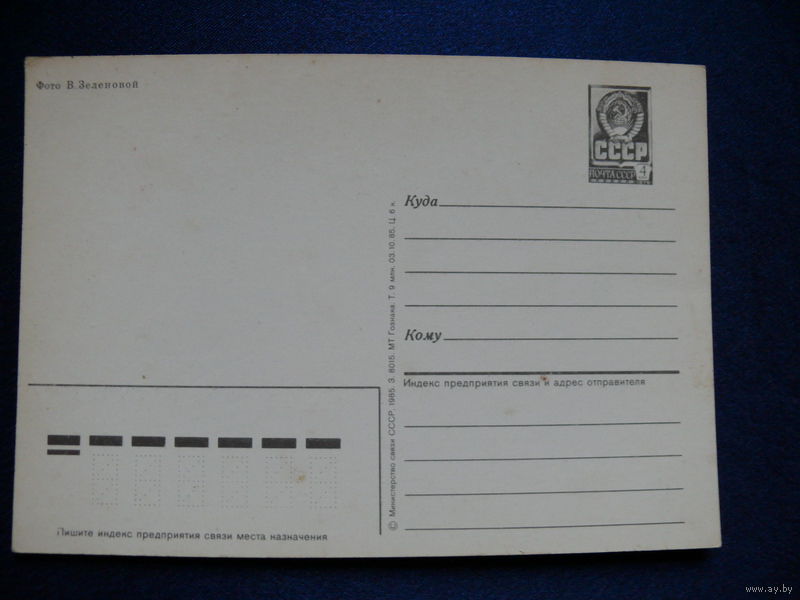 Фото В. Зеленовой
СССР
ПОЧТА СССР 4
Куда
Кому
Индекс предприятия связи и адрес отправителя
© Министерство связи СССР, 1985. З. 8015. МТ Гознака. Т. 9 млн. 03.10.85. Ц. 6 к.
Пишите индекс предприятия связи места назначения
www.ay.by